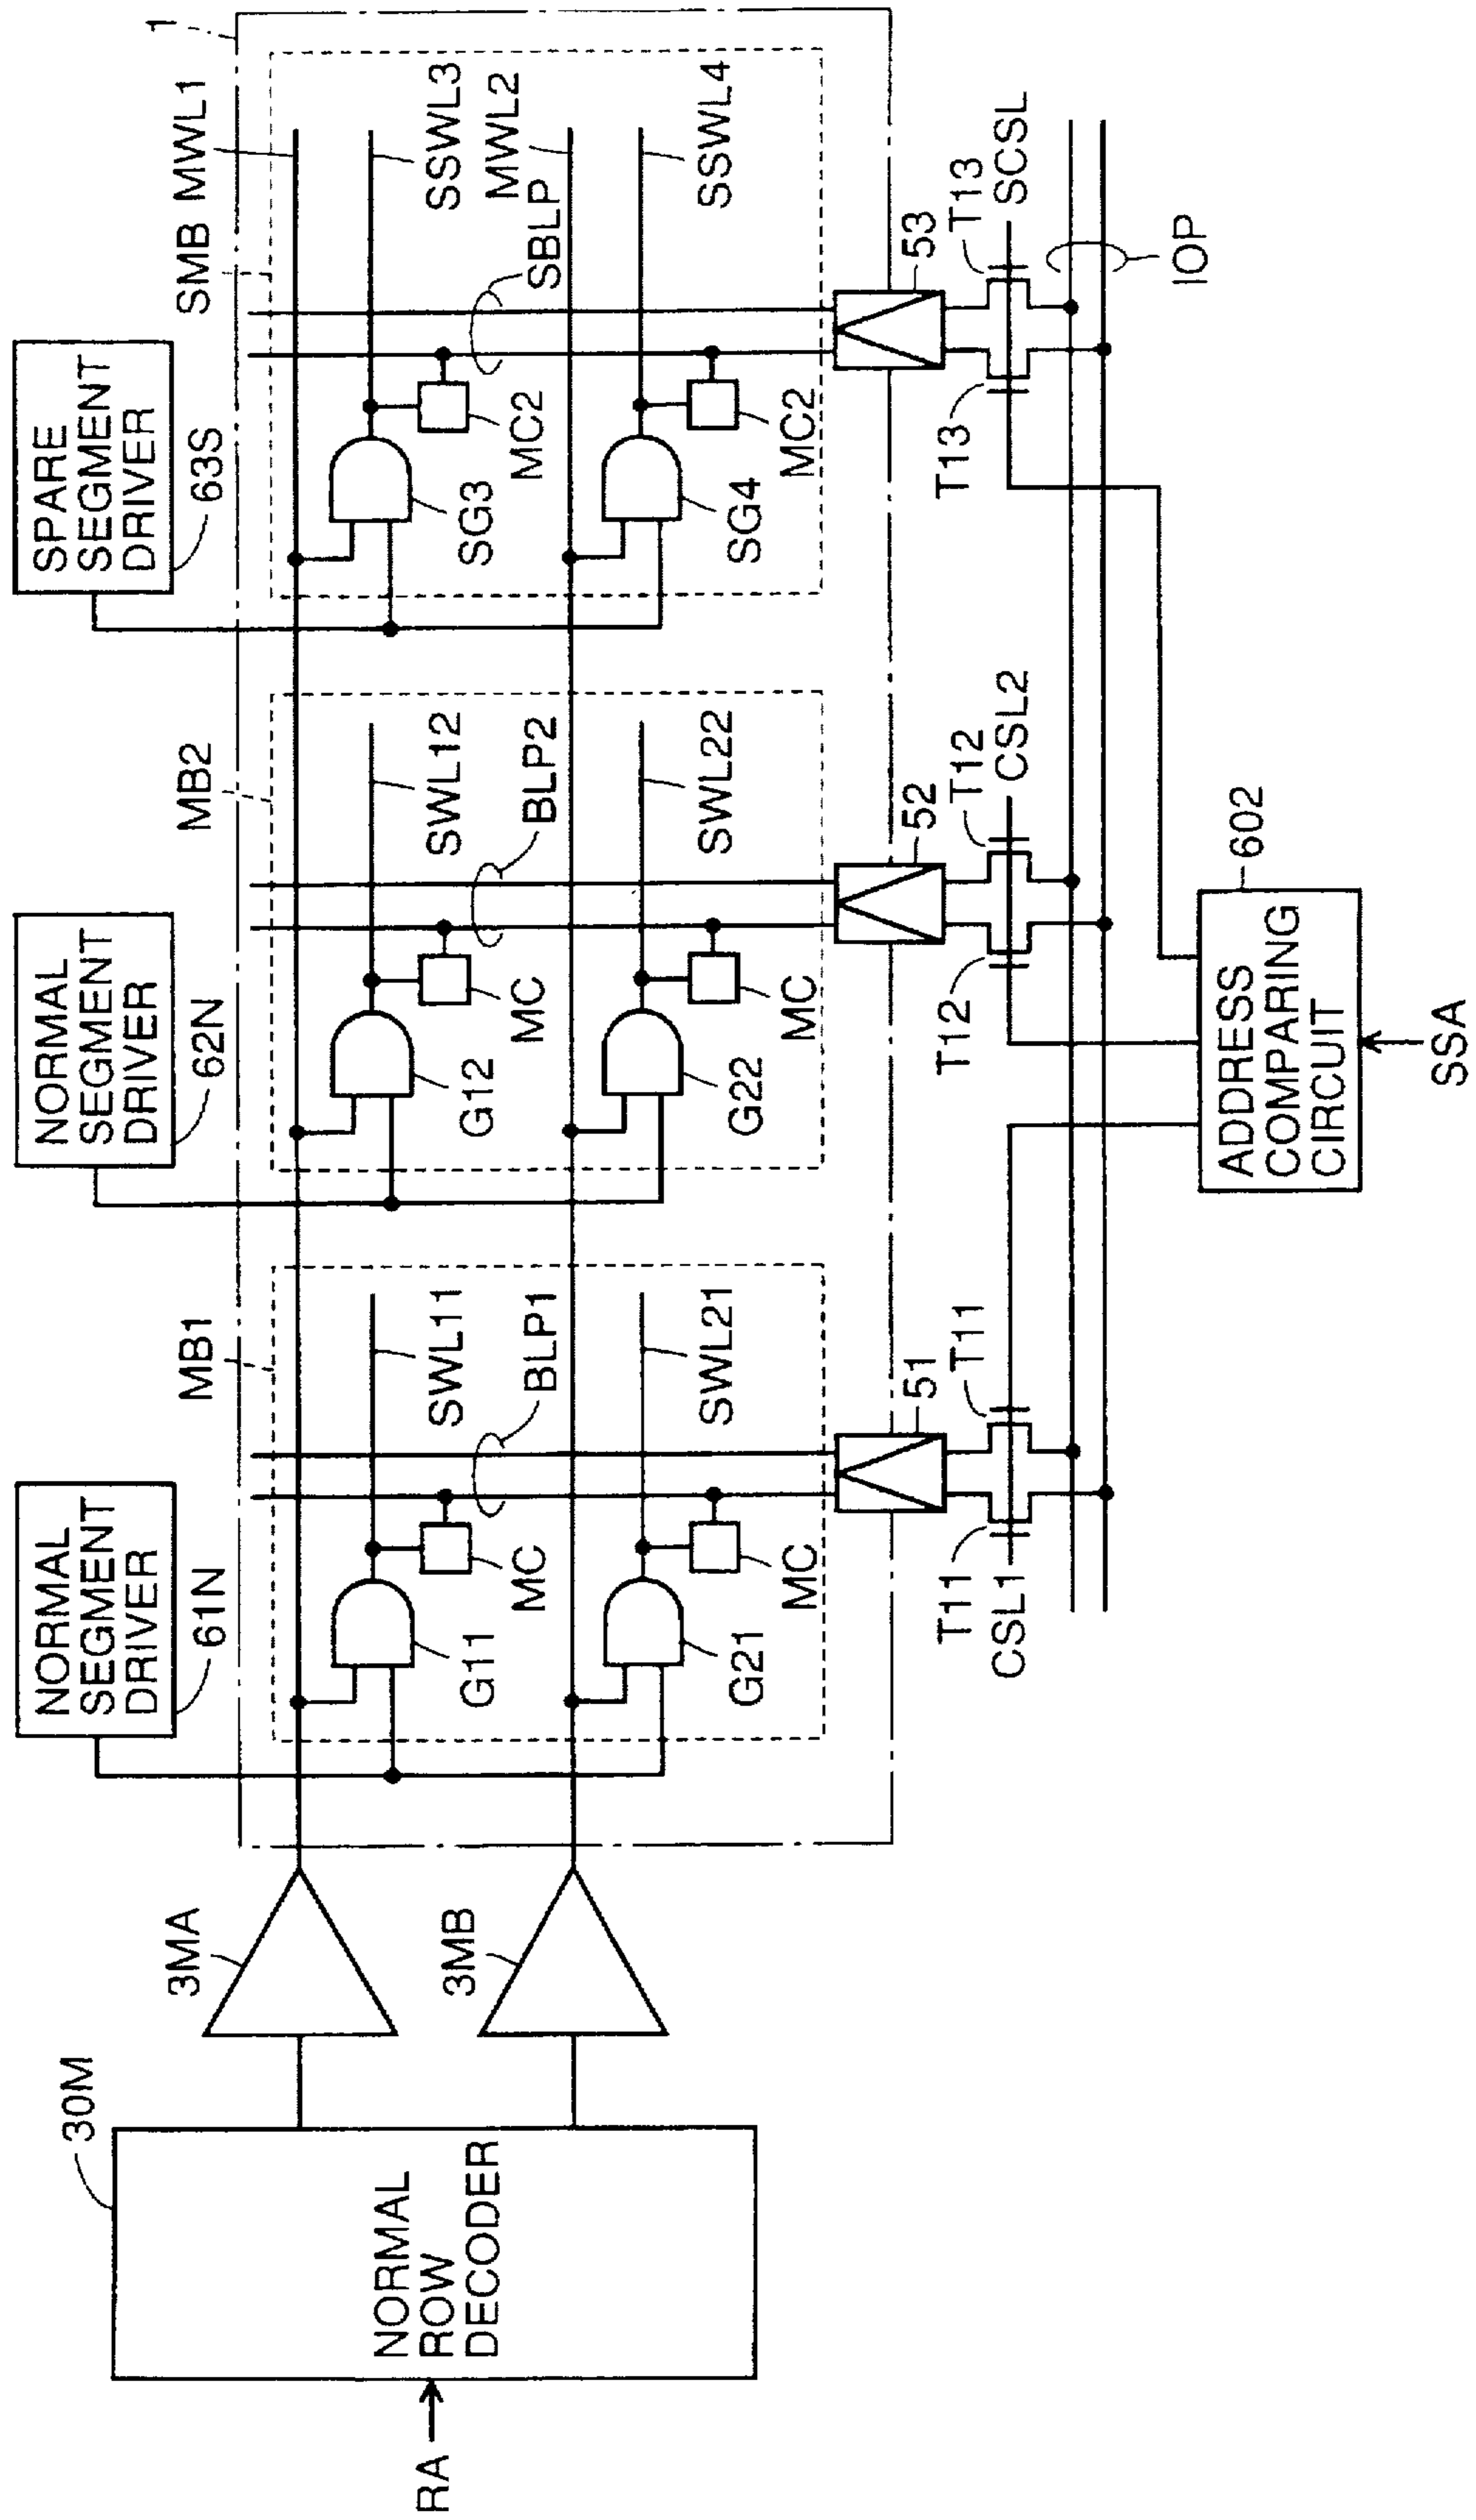 NORMAL
SEGMENT
DRIVER
61N
NORMAL
SEGMENT
DRIVER
62N
SPARE
SEGMENT
DRIVER
63S
1
MB1
MB2
SMB
MWL1
30M
3MA
3MB
NORMAL
ROW
DECODER
RA
G11
MC
SWL11
BLP1
G12
MC
SWL12
BLP2
SG3
MC2
SBLP
SSWL3
MWL2
G21
MC
SWL21
G22
MC
SWL22
SG4
MC2
SSWL4
51
52
53
T11
T11
T12
T12
T13
T13
CSL1
CSL2
SCSL
IOP
602
ADDRESS
COMPARING
CIRCUIT
SSA